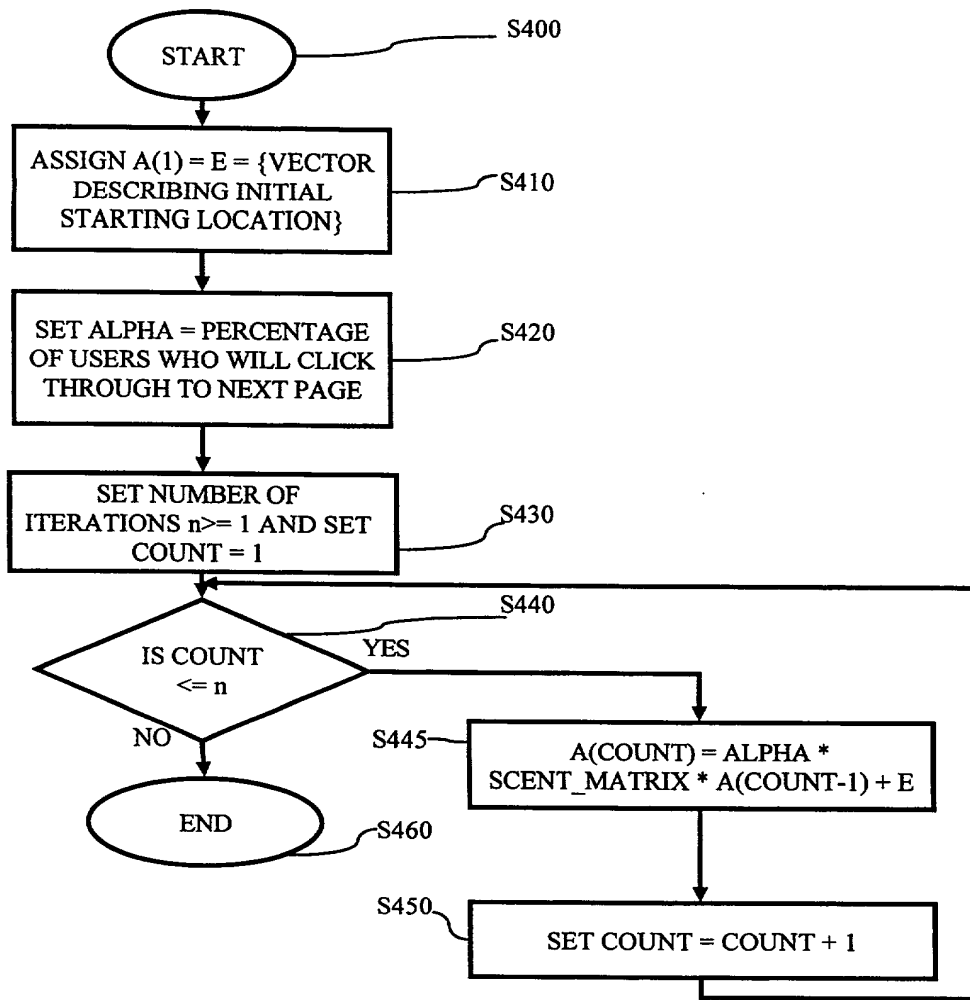 START
S400
ASSIGN A(1) = E = {VECTOR
DESCRIBING INITIAL
STARTING LOCATION}
S410
SET ALPHA = PERCENTAGE
OF USERS WHO WILL CLICK
THROUGH TO NEXT PAGE
S420
SET NUMBER OF
ITERATIONS n>= 1 AND SET
COUNT = 1
S430
S440
IS COUNT
<= n
YES
NO
S445
A(COUNT) = ALPHA *
SCENT_MATRIX * A(COUNT-1) + E
END
S460
S450
SET COUNT = COUNT + 1